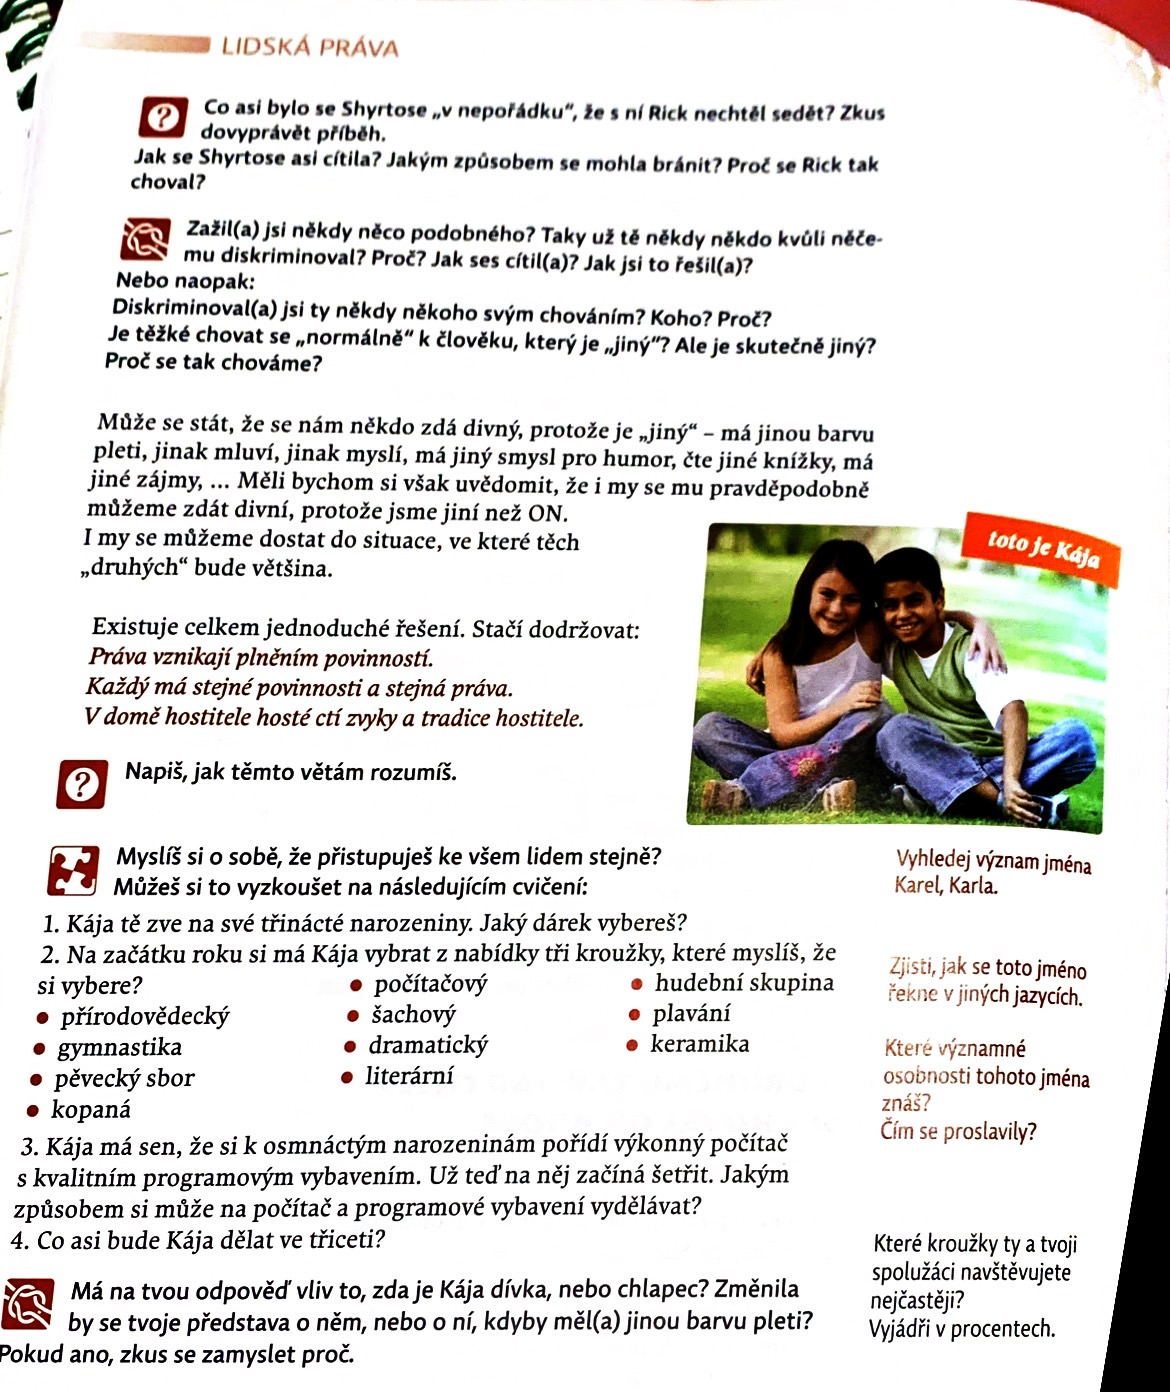 LIDSKÁ PRÁVA
Co asi bylo se Shyrtose „v nepořádku“, že s ní Rick nechtěl sedět? Zkus
dovyprávět příběh.
Jak se Shyrtose asi cítila? Jakým způsobem se mohla bránit? Proč se Rick tak
choval?
Zažil(a) jsi někdy něco podobného? Taky už tě někdy někdo kvůli něče-
mu diskriminoval? Proč? Jak ses cítil(a)? Jak jsi to řešil(a)?
Nebo naopak:
Diskriminoval(a) jsi ty někdy někoho svým chováním? Koho? Proč?
Je těžké chovat se „normálně“ k člověku, který je „jiný“? Ale je skutečně jiný?
Proč se tak chováme?
Může se stát, že se nám někdo zdá divný, protože je „jiný“ – má jinou barvu
pleti, jinak mluví, jinak myslí, má jiný smysl pro humor, čte jiné knížky, má
jiné zájmy, ... Měli bychom si však uvědomit, že i my se mu pravděpodobně
můžeme zdát divní, protože jsme jiní než ON.
I my se můžeme dostat do situace, ve které těch
„druhých“ bude většina.
toto je Kája
Existuje celkem jednoduché řešení. Stačí dodržovat:
Práva vznikají plněním povinností.
Každý má stejné povinnosti a stejná práva.
V domě hostitele hosté ctí zvyky a tradice hostitele.
Napiš, jak těmto větám rozumíš.
Myslíš si o sobě, že přistupuješ ke všem lidem stejně?
Můžeš si to vyzkoušet na následujícím cvičení:
1. Kája tě zve na své třinácté narozeniny. Jaký dárek vybereš?
2. Na začátku roku si má Kája vybrat z nabídky tři kroužky, které myslíš, že
si vybere?
• přírodovědecký
• gymnastika
• pěvecký sbor
• kopaná
• počítačový
• šachový
• dramatický
• literární
• hudební skupina
• plavání
• keramika
3. Kája má sen, že si k osmnáctým narozeninám pořídí výkonný počítač
s kvalitním programovým vybavením. Už teď na něj začíná šetřit. Jakým
způsobem si může na počítač a programové vybavení vydělávat?
4. Co asi bude Kája dělat ve třiceti?
Má na tvou odpověď vliv to, zda je Kája dívka, nebo chlapec? Změnila
by se tvoje představa o něm, nebo o ní, kdyby měl(a) jinou barvu pleti?
Pokud ano, zkus se zamyslet proč.
Vyhledej význam jména
Karel, Karla.
Zjisti, jak se toto jméno
řekne v jiných jazycích.
Které významné
osobnosti tohoto jména
znáš?
Čím se proslavily?
Které kroužky ty a tvoji
spolužáci navštěvujete
nejčastěji?
Vyjádři v procentech.